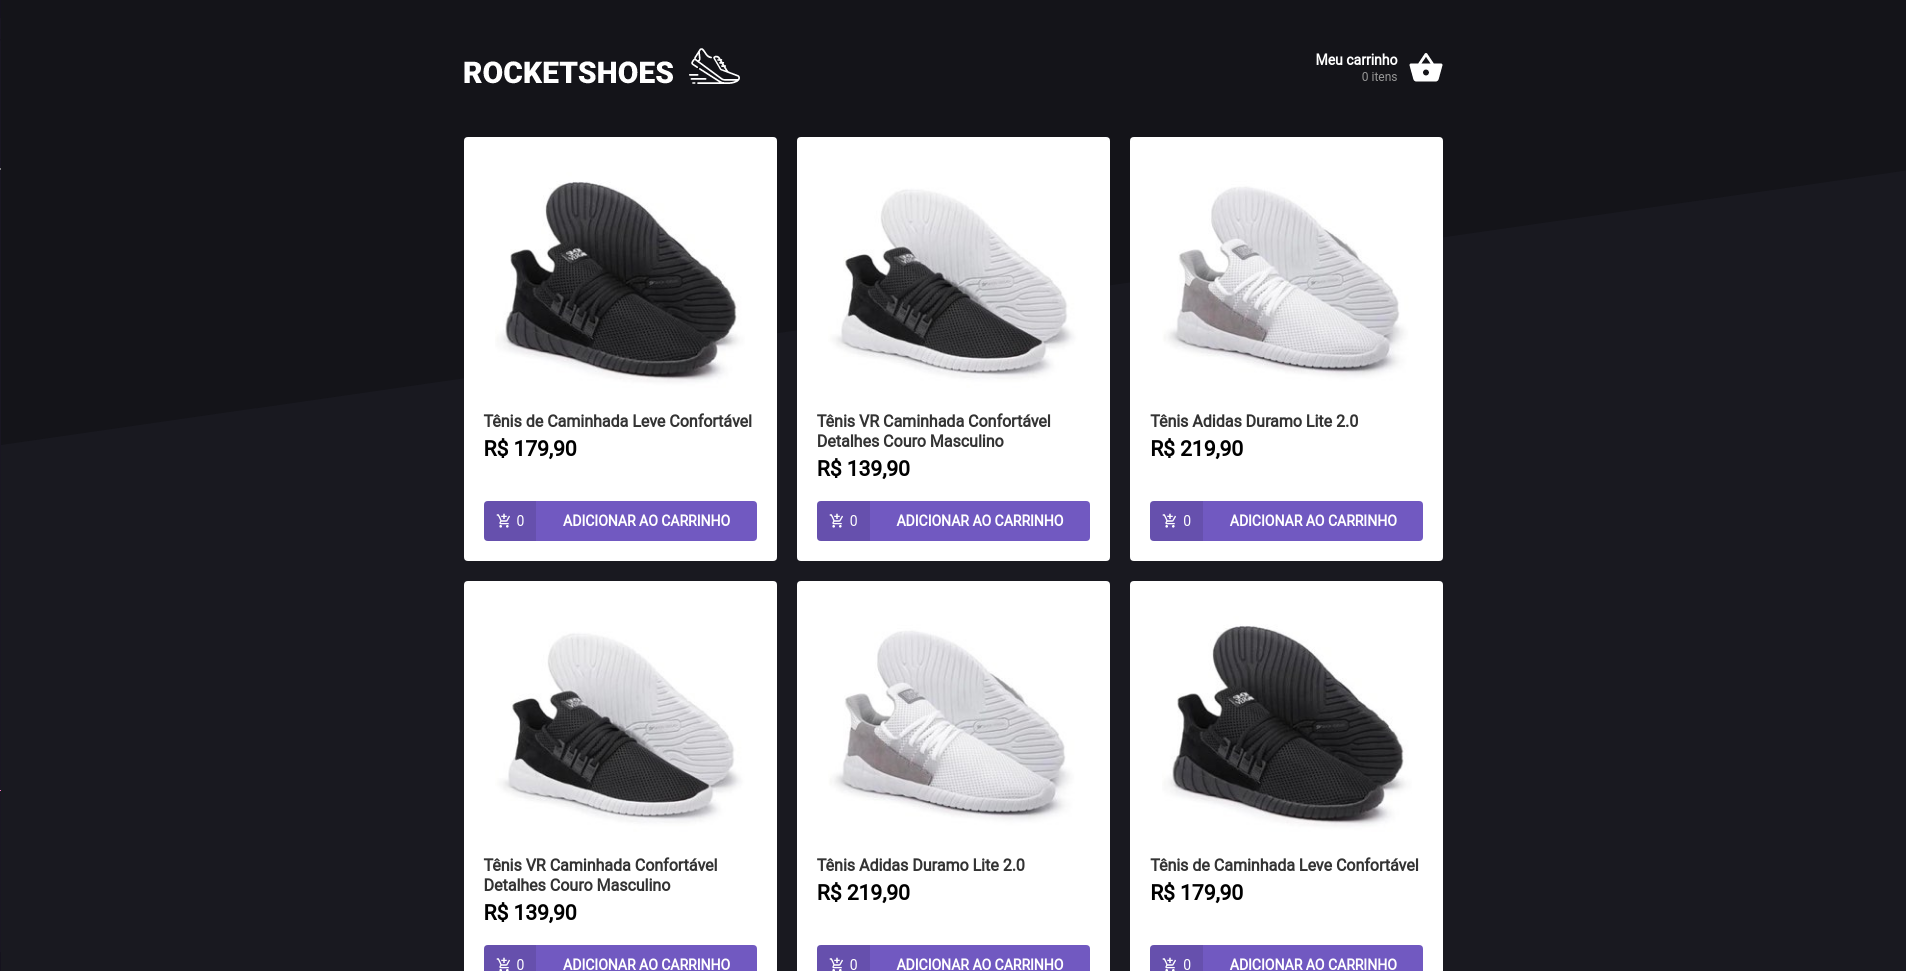 ROCKETSHOES
Meu carrinho
0 itens
Tênis de Caminhada Leve Confortável
R$ 179,90
0 ADICIONAR AO CARRINHO
Tênis VR Caminhada Confortável
Detalhes Couro Masculino
R$ 139,90
0 ADICIONAR AO CARRINHO
Tênis Adidas Duramo Lite 2.0
R$ 219,90
0 ADICIONAR AO CARRINHO
Tênis VR Caminhada Confortável
Detalhes Couro Masculino
R$ 139,90
0 ADICIONAR AO CARRINHO
Tênis Adidas Duramo Lite 2.0
R$ 219,90
0 ADICIONAR AO CARRINHO
Tênis de Caminhada Leve Confortável
R$ 179,90
0 ADICIONAR AO CARRINHO